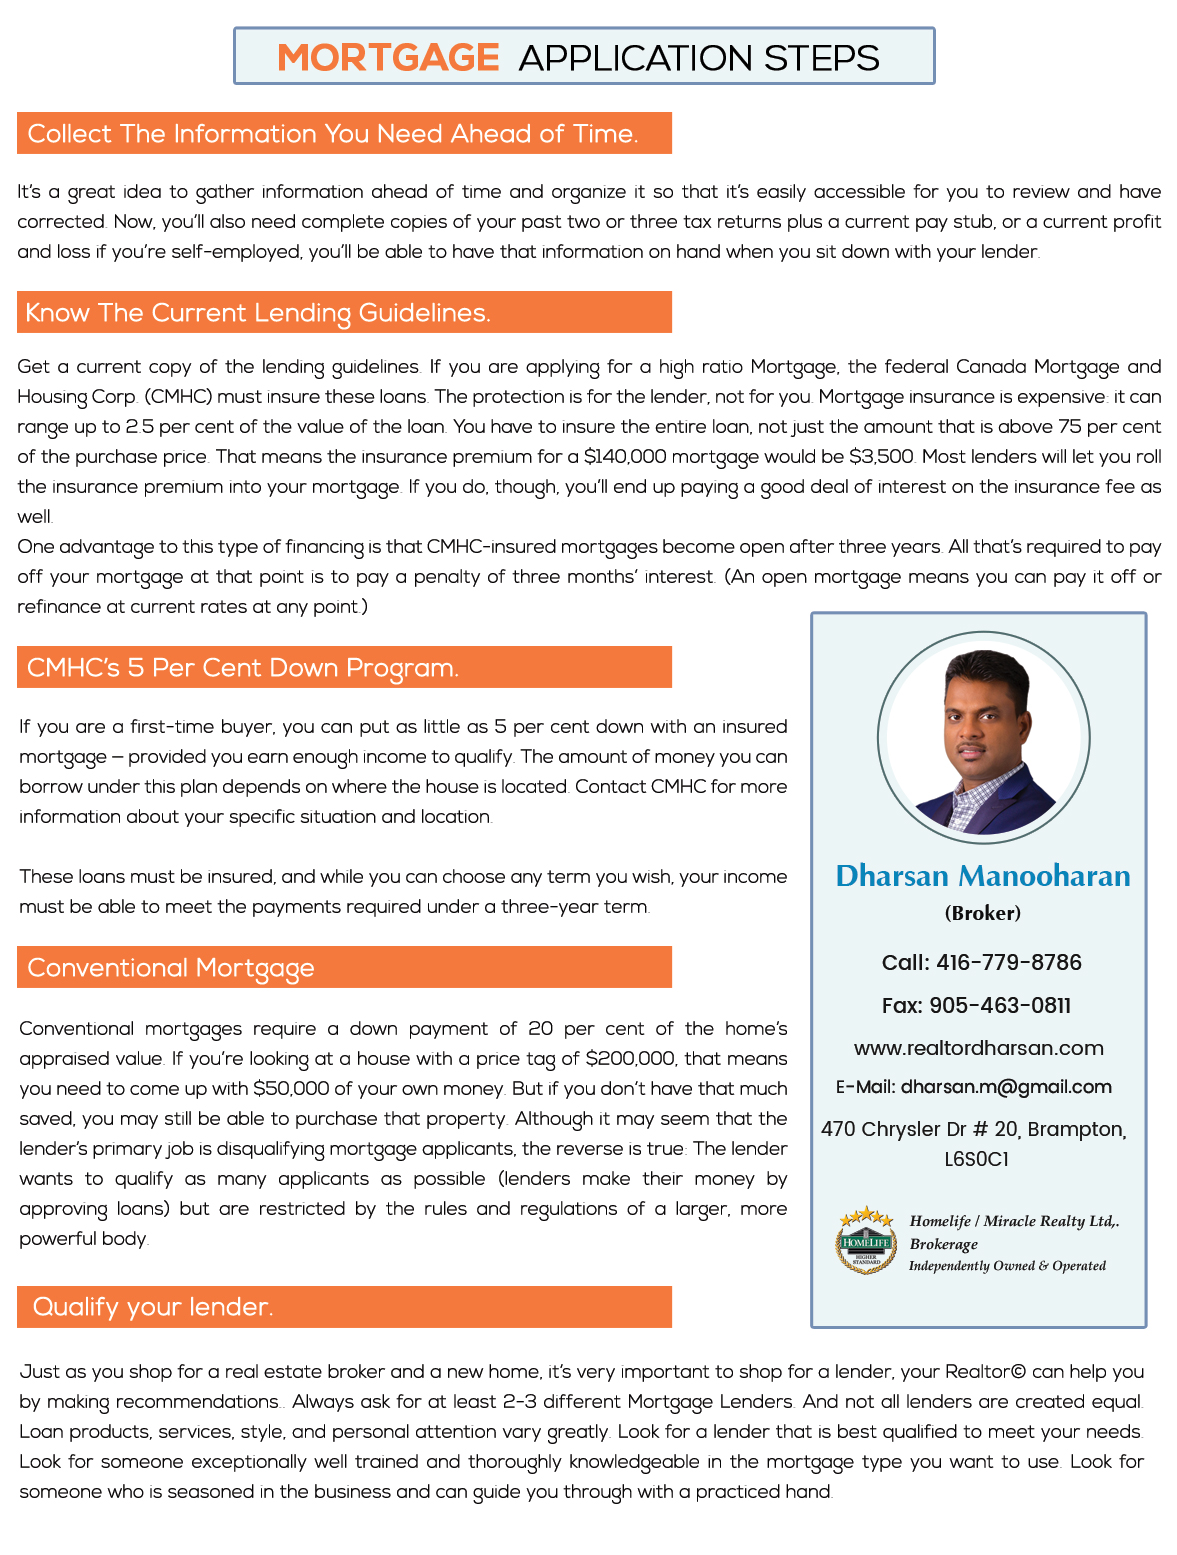 MORTGAGE APPLICATION STEPS
Collect The Information You Need Ahead of Time.
It's a great idea to gather information ahead of time and organize it so that it's easily accessible for you to review and have
corrected. Now, you'll also need complete copies of your past two or three tax returns plus a current pay stub, or a current profit
and loss if you're self-employed, you'll be able to have that information on hand when you sit down with your lender.
Know The Current Lending Guidelines.
Get a current copy of the lending guidelines. If you are applying for a high ratio Mortgage, the federal Canada Mortgage and
Housing Corp. (CMHC) must insure these loans. The protection is for the lender, not for you. Mortgage insurance is expensive: it can
range up to 2.5 per cent of the value of the loan. You have to insure the entire loan, not just the amount that is above 75 per cent
of the purchase price. That means the insurance premium for a $140,000 mortgage would be $3,500. Most lenders will let you roll
the insurance premium into your mortgage. If you do, though, you'll end up paying a good deal of interest on the insurance fee as
well.
One advantage to this type of financing is that CMHC-insured mortgages become open after three years. All that's required to pay
off your mortgage at that point is to pay a penalty of three months' interest. (An open mortgage means you can pay it off or
refinance at current rates at any point.)
CMHC's 5 Per Cent Down Program.
If you are a first-time buyer, you can put as little as 5 per cent down with an insured
mortgage — provided you earn enough income to qualify. The amount of money you can
borrow under this plan depends on where the house is located. Contact CMHC for more
information about your specific situation and location.
These loans must be insured, and while you can choose any term you wish, your income
must be able to meet the payments required under a three-year term.
Conventional Mortgage
Conventional mortgages require a down payment of 20 per cent of the home's
appraised value. If you're looking at a house with a price tag of $200,000, that means
you need to come up with $50,000 of your own money. But if you don't have that much
saved, you may still be able to purchase that property. Although it may seem that the
lender's primary job is disqualifying mortgage applicants, the reverse is true: The lender
wants to qualify as many applicants as possible (lenders make their money by
approving loans) but are restricted by the rules and regulations of a larger, more
powerful body.
Dharsan Manooharan
(Broker)
Call: 416-779-8786
Fax: 905-463-0811
www.realtordharsan.com
E-Mail: dharsan.m@gmail.com
470 Chrysler Dr # 20, Brampton,
L6S0C1
HOMELIFE
HIGHER
STANDARD
Homelife / Miracle Realty Ltd,.
Brokerage
Independently Owned & Operated
Qualify your lender.
Just as you shop for a real estate broker and a new home, it's very important to shop for a lender, your Realtor© can help you
by making recommendations.. Always ask for at least 2-3 different Mortgage Lenders. And not all lenders are created equal.
Loan products, services, style, and personal attention vary greatly. Look for a lender that is best qualified to meet your needs.
Look for someone exceptionally well trained and thoroughly knowledgeable in the mortgage type you want to use. Look for
someone who is seasoned in the business and can guide you through with a practiced hand.